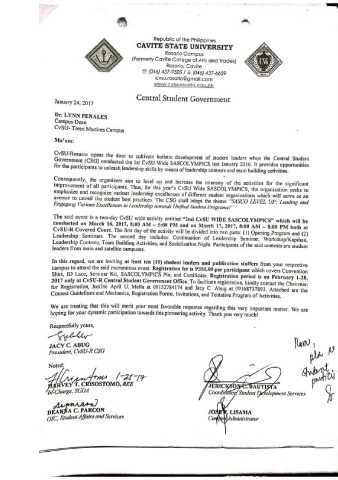 Republic of the Philippines
CAVITE STATE UNIVERSITY
Rosario Campus
(Formerly Cavite College of Arts and Trades)
Rosario, Cavite
(046) 437-9505 / (046) 437-6659
cvsu.rosario@gmail.com
www.cvsurosario.edu.ph
Central Student Government
January 24, 2017
Dr. LYNN PENALES
Campus Dean
CvSU- Trece Martires Campus
Ma'am:
CvSU-Rosario opens the door to cultivate holistic development of student leaders when the Central Student
Government (CSG) conducted the 1st CvSU Wide SASCOLYMPICS last January 2016. It provides opportunities
for the participants to unleash leadership skills by means of leadership contests and team building activities.
Consequently, the organizers aim to level up and increase the intensity of the activities for the significant
improvement of all participants. Thus, for this year's CvSU Wide SASCOLYMPICS, the organization seeks to
emphasize and recognize various leadership excellences of different student organizations which will serve as an
avenue to unveil the student best practices. The CSG shall adopt the theme "SASCO LEVEL UP: Leading and
Engaging Various Excellences in Leadership towards Unified Student Programs!"
The said event is a two-day CvSU wide activity entitled "2nd CvSU WIDE SASCOLYMPICS" which will be
conducted on March 16, 2017, 8:00 AM – 5:00 PM and on March 17, 2017, 8:00 AM – 8:00 PM both at
CvSU-R Covered Court. The first day of the activity will be divided into two parts: (1) Opening Program and (2)
Leadership Seminars. The second day includes: Continuation of Leadership Seminar, Workshop/Kapihan,
Leadership Contests, Team Building Activities, and Socialization Night. Participants of the said contests are student
leaders from main and satellite campuses.
In this regard, we are inviting at least ten (10) student leaders and publication staffers from your respective
campus to attend the said momentous event. Registration fee is P350.00 per participant which covers Convention
Shirt, ID Lace, Seminar Kit, SASCOLYMPICS Pin, and Certificate. Registration period is on February 1-28,
2017 only at CvSU-R Central Student Government Office. To facilitate registration, kindly contact the Chairman
for Registration, Justine April U. Mella at and Jacy C. Abug at Attached are the
Contest Guidelines and Mechanics, Registration Forms, Invitations, and Tentative Program of Activities.
We are trusting that this will merit your most favorable response regarding this very important matter. We are
hoping for your dynamic participation towards this pioneering activity. Thank you very much!
Respectfully yours,
JACY C. ABUG
President, CvSU-R CSG
Noted:
1-25-17
HARVEY T. CRISOSTOMO, REE
In-Charge, SGOA
JERICKSON C. BAUTISTA
Coordinator, Student Development Services
DEANNA C. PARCON
OIC, Student Affairs and Services
LISAMA
Campus Administrator